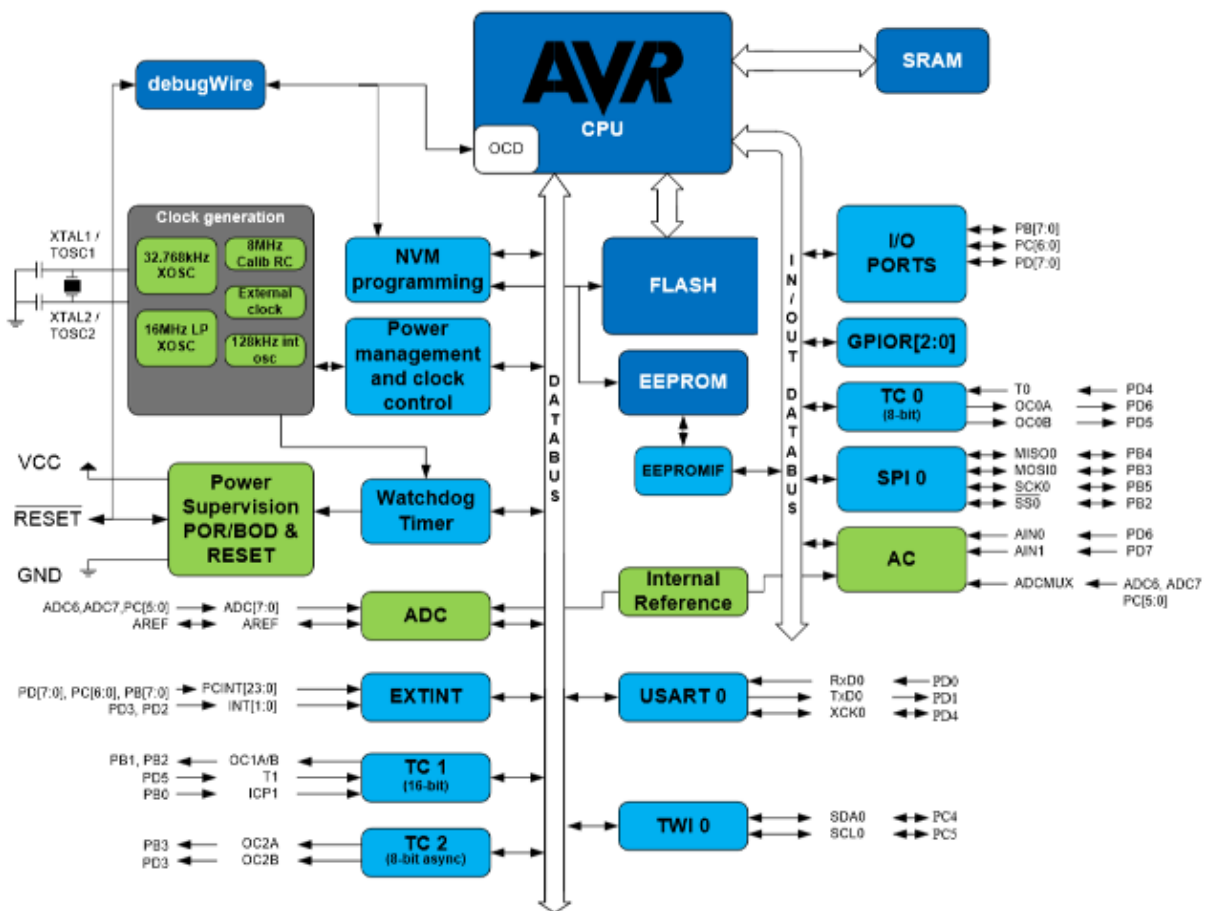 AVR
CPU
OCD
SRAM
debugWire
Clock generation
32.768kHz
XOSC
8MHz
Calib RC
External
clock
16MHz LP
XOSC
128kHz int
osc
XTAL1 /
TOSC1
XTAL2 /
TOSC2
NVM
programming
Power
management
and clock
control
FLASH
EEPROM
EEPROMIF
DATABUS
IN/OUT DATABUS
I/O
PORTS
PB[7:0]
PC[6:0]
PD[7:0]
GPIOR[2:0]
TC 0
(8-bit)
T0 PD4
OC0A PD6
OC0B PD5
SPI 0
MISO0 PB4
MOSI0 PB3
SCK0 PB5
SS0 PB2
AC
AIN0 PD6
AIN1 PD7
ADCMUX ADC6, ADC7
PC[5:0]
VCC
RESET
GND
Power
Supervision
POR/BOD &
RESET
Watchdog
Timer
Internal
Reference
ADC6,ADC7,PC[5:0] ADC[7:0]
AREF AREF
ADC
PD[7:0], PC[6:0], PB[7:0] PCINT[23:0]
PD3, PD2 INT[1:0]
EXTINT
USART 0
RxD0 PD0
TxD0 PD1
XCK0 PD4
PB1, PB2 OC1A/B
PD5 T1
PB0 ICP1
TC 1
(16-bit)
TWI 0
SDA0 PC4
SCL0 PC5
PB3 OC2A
PD3 OC2B
TC 2
(8-bit async)